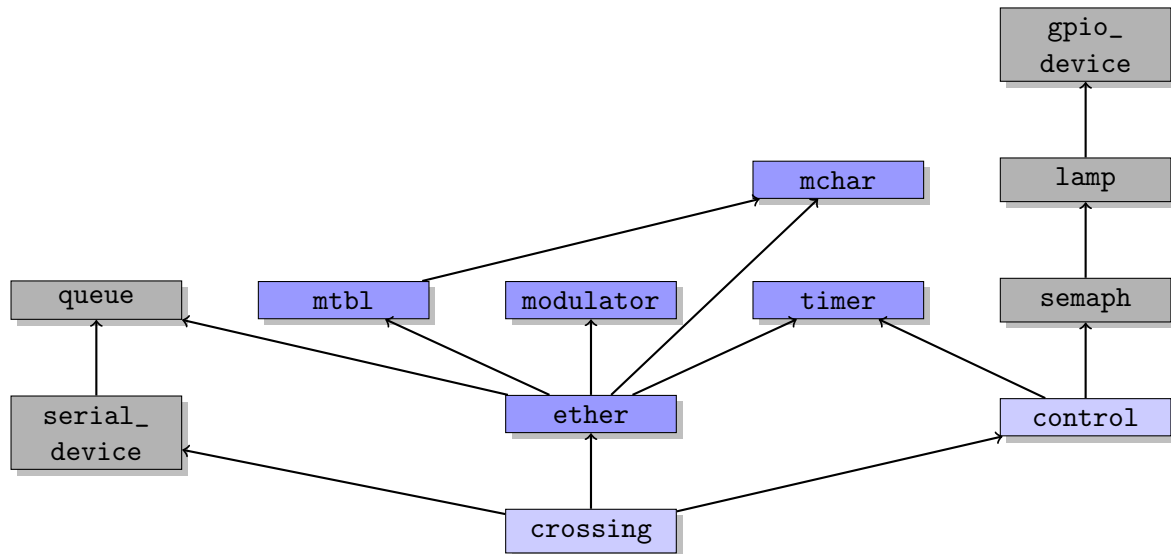 gpio_
device
mchar
lamp
queue
mtbl
modulator
timer
semaph
serial_
device
ether
control
crossing